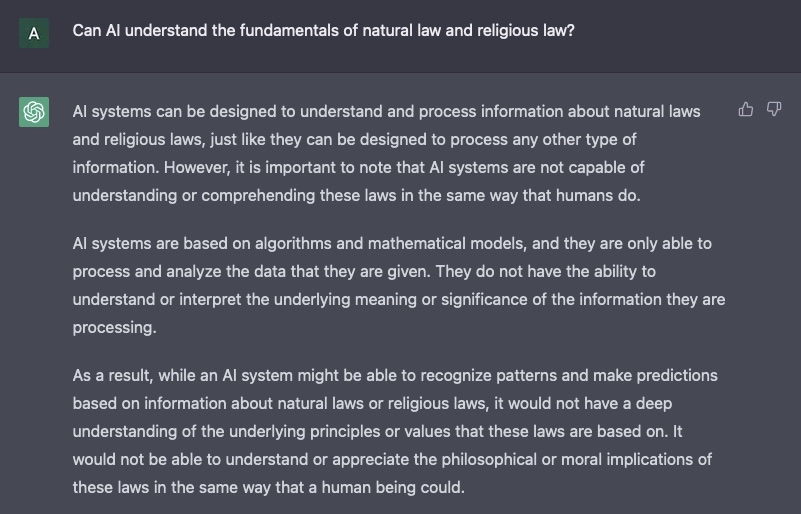 A
Can AI understand the fundamentals of natural law and religious law?
AI systems can be designed to understand and process information about natural laws
and religious laws, just like they can be designed to process any other type of
information. However, it is important to note that AI systems are not capable of
understanding or comprehending these laws in the same way that humans do.
AI systems are based on algorithms and mathematical models, and they are only able to
process and analyze the data that they are given. They do not have the ability to
understand or interpret the underlying meaning or significance of the information they are
processing.
As a result, while an AI system might be able to recognize patterns and make predictions
based on information about natural laws or religious laws, it would not have a deep
understanding of the underlying principles or values that these laws are based on. It
would not be able to understand or appreciate the philosophical or moral implications of
these laws in the same way that a human being could.